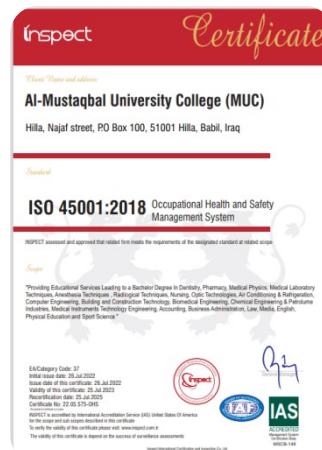 inspect
Certificate
Client Name and address
Al-Mustaqbal University College (MUC)
Hilla, Najaf street, P.O Box 100, 51001 Hilla, Babil, Iraq
Standard
ISO 45001:2018 Occupational Health and Safety
Management System
INSPECT assessed and approved that related firm meets the requirements of the designated standard at related scope
Scope
"Providing Educational Services Leading to a Bachelor Degree In Dentistry, Pharmacy, Medical Physics, Medical Laboratory
Techniques, Anesthesia Techniques , Radiological Techniques, Nursing, Optic Technologies, Air Conditioning & Refrigeration,
Computer Engineering, Building and Construction Technology, Biomedical Engineering, Chemical Engineering & Petrolume
Industries, Medical Instruments Technology Engineering, Accounting, Business Administration, Law, Media, English,
Physical Education and Sport Science "
EA/Category Code: 37
Initial issue date: 26.Jul.2022
Issue date of this certificate: 26.Jul.2022
Validity of this certificate: 25.Jul.2023
Recertification date: 25.Jul.2025
Certificate No: 22.05.575-OHS
INSPECT is accredited by International Accreditation Service (IAS) United States Of America
for the scope and sub scopes described in this certificate
To verify the validity of this certificate please visit: www.inspect.com.tr
The validity of this certificate is depend on the success of surveillance assessments
inspect
IAF
IAS
ACCREDITED
Management Systems
Certification Body
MSCB-146